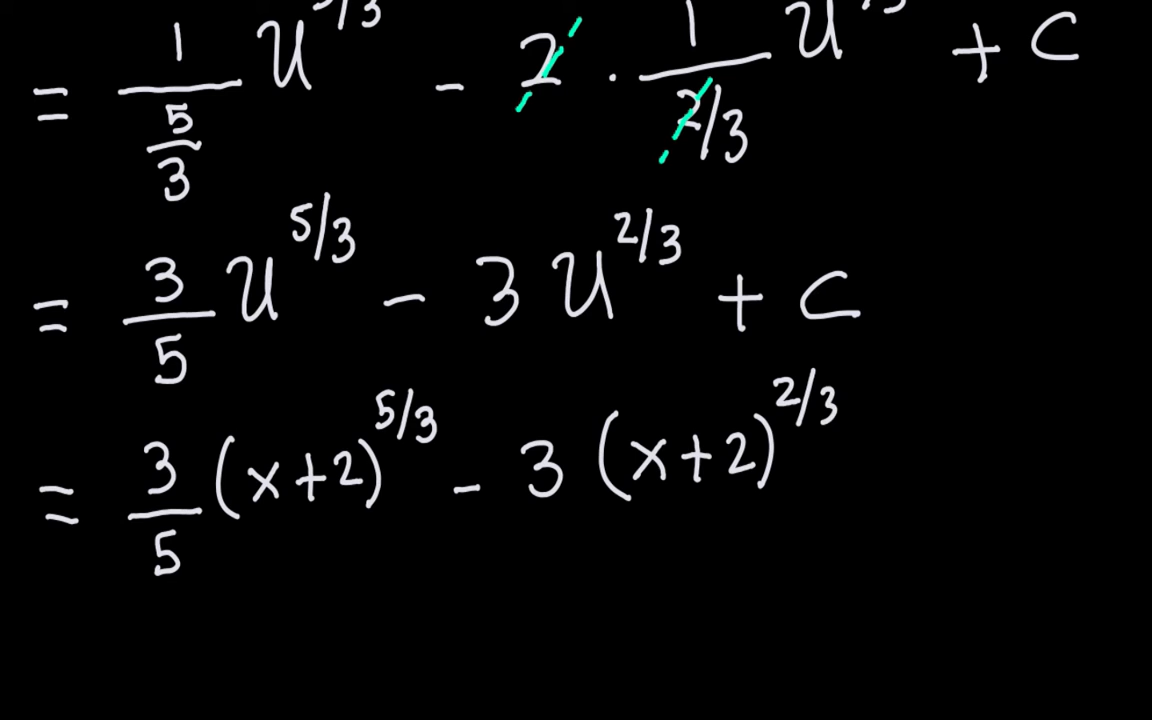 = 1/(5/3) u^5/3 - 2 · 1/(2/3) u^2/3 + C
= 3/5 u^5/3 - 3 u^2/3 + C
= 3/5 (x+2)^5/3 - 3 (x+2)^2/3